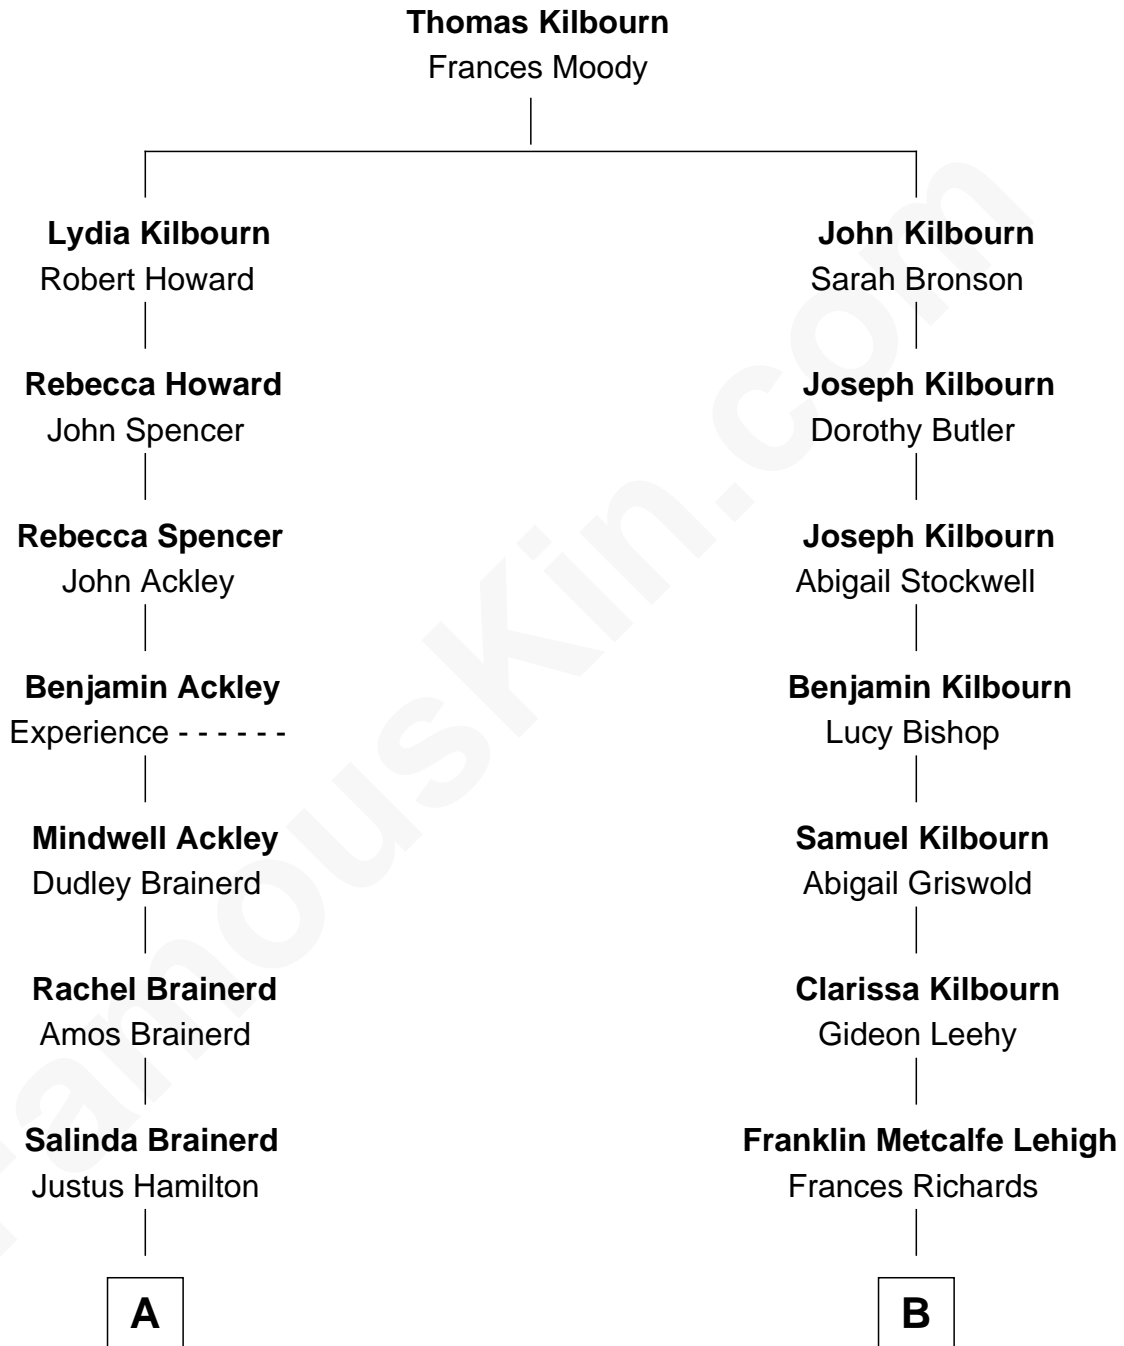 Thomas Kilbourn
Frances Moody
Lydia Kilbourn
Robert Howard
John Kilbourn
Sarah Bronson
Rebecca Howard
John Spencer
Joseph Kilbourn
Dorothy Butler
Rebecca Spencer
John Ackley
Joseph Kilbourn
Abigail Stockwell
Benjamin Ackley
Experience - - - - - -
Benjamin Kilbourn
Lucy Bishop
Mindwell Ackley
Dudley Brainerd
Samuel Kilbourn
Abigail Griswold
Rachel Brainerd
Amos Brainerd
Clarissa Kilbourn
Gideon Leehy
Salinda Brainerd
Justus Hamilton
Franklin Metcalfe Lehigh
Frances Richards
A
B
FamousKin.com